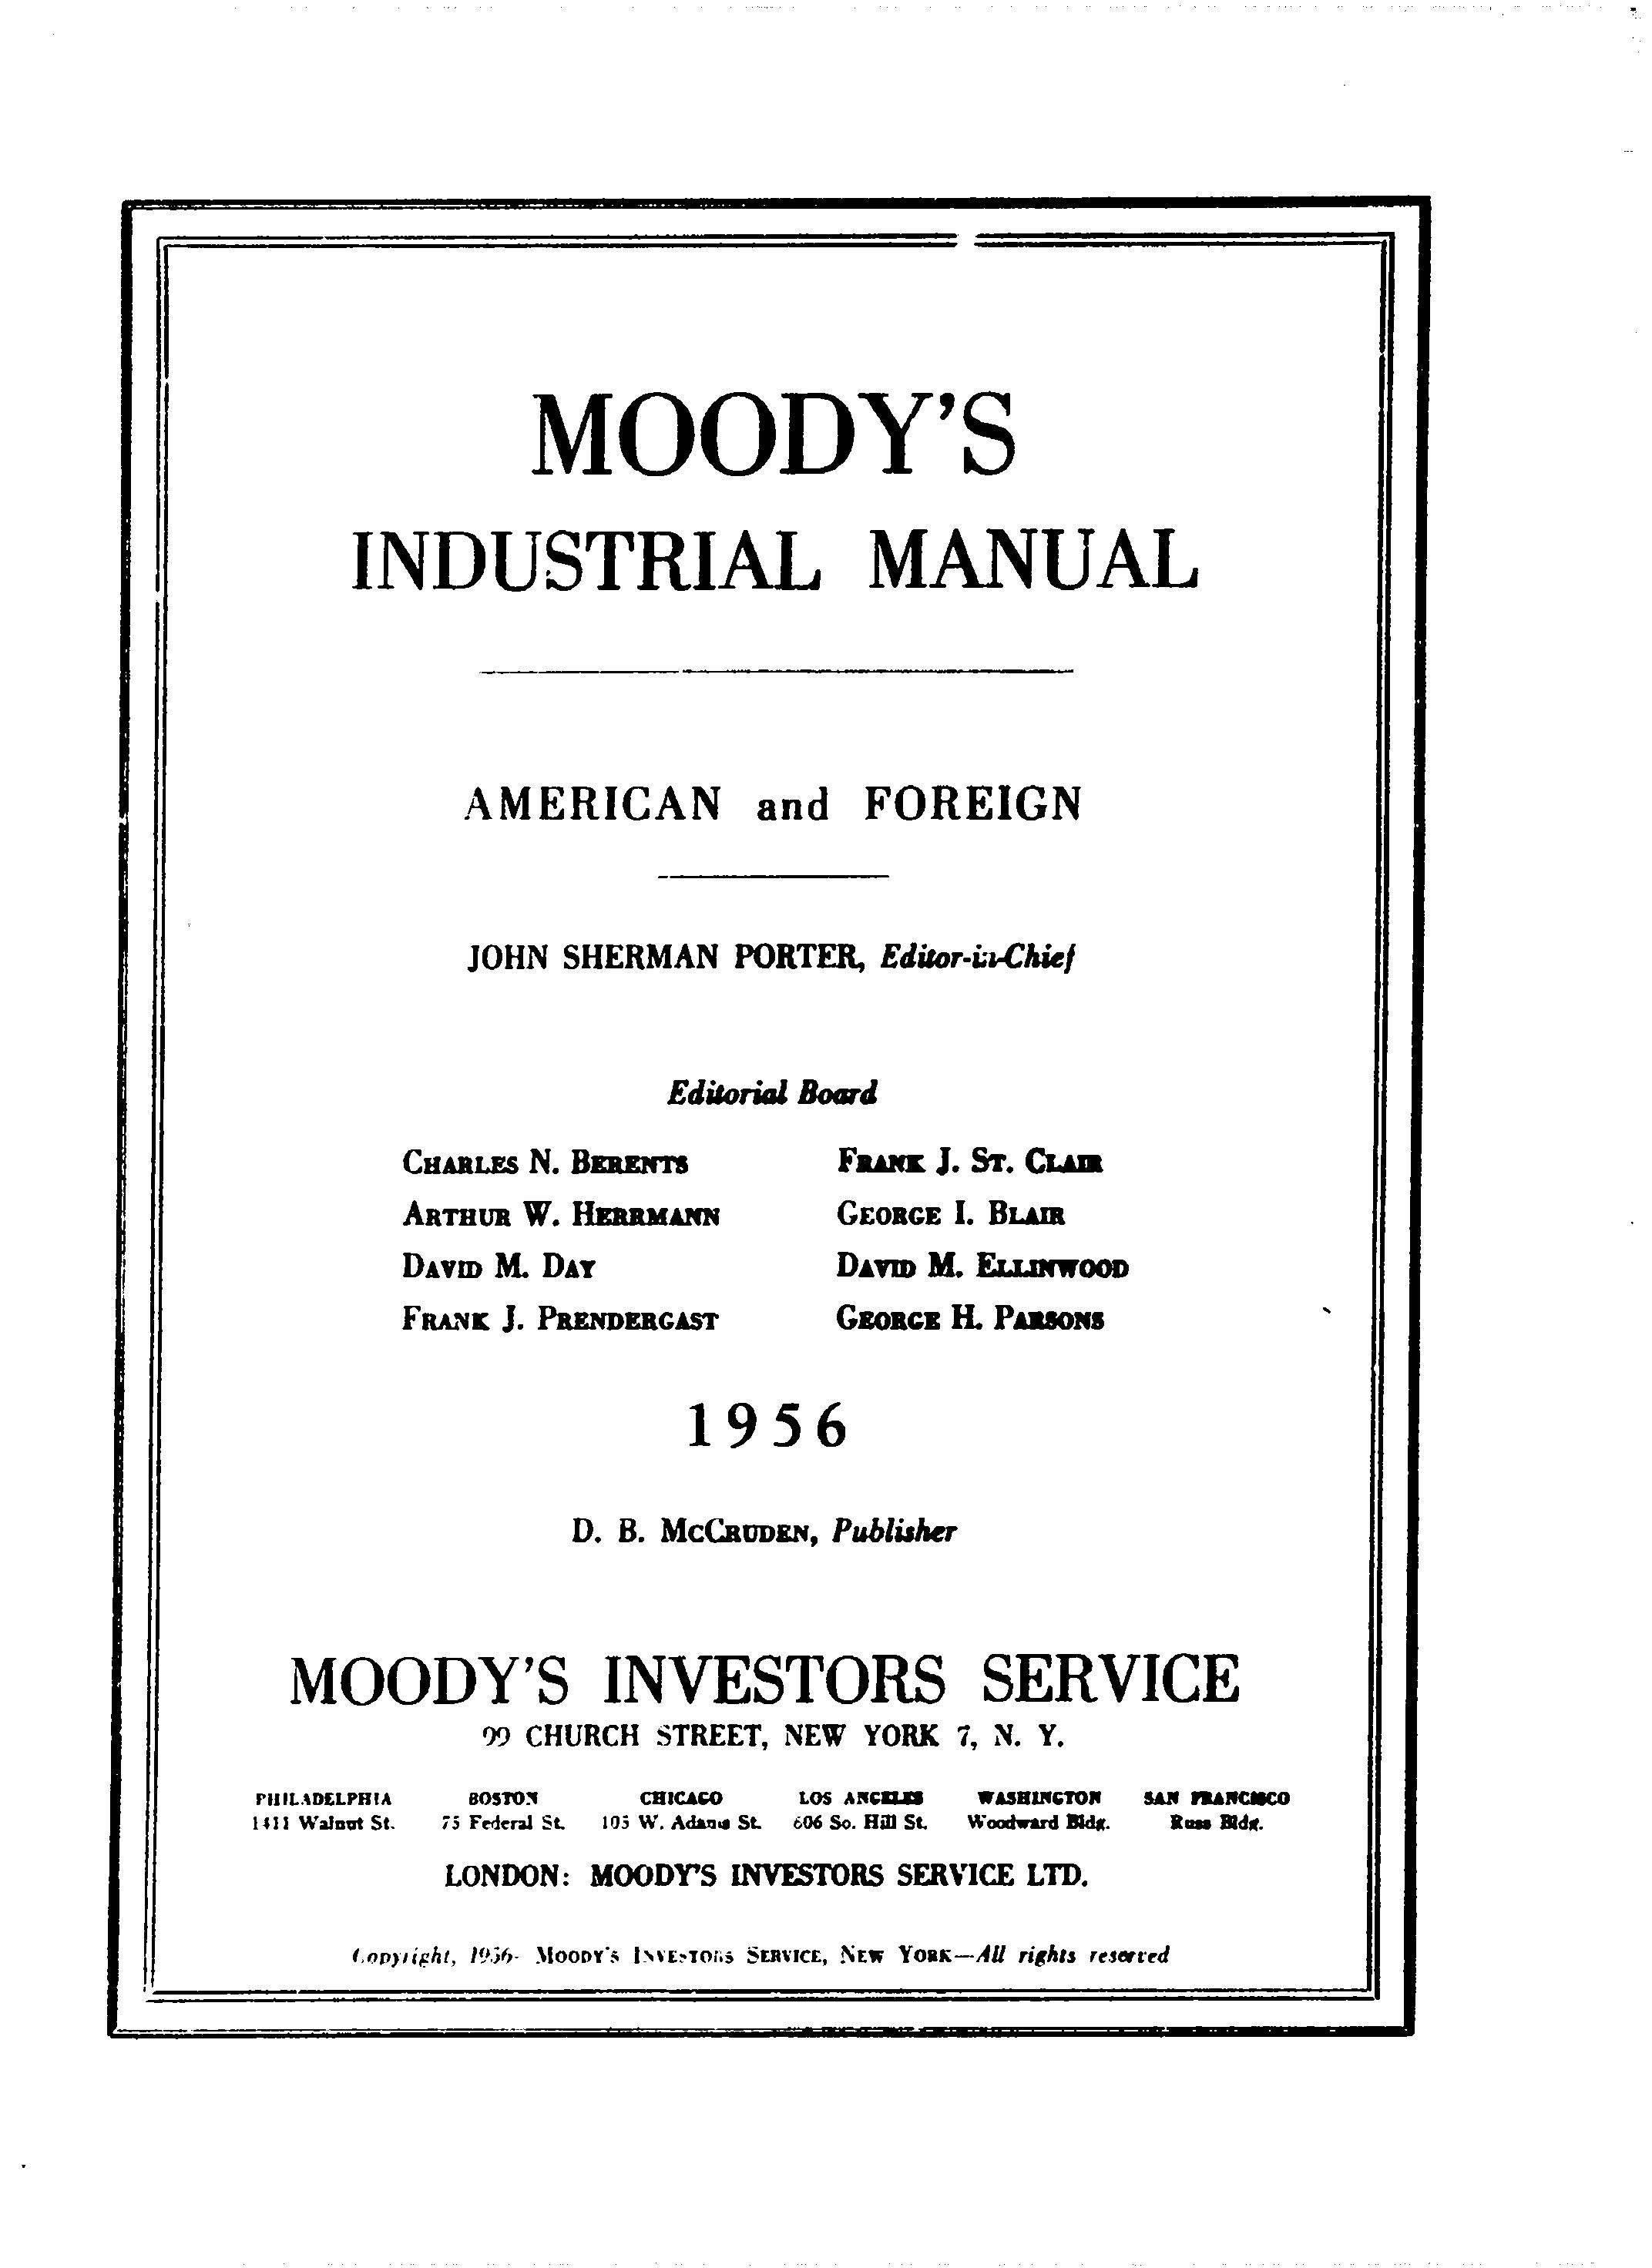 MOODY'S
INDUSTRIAL MANUAL
AMERICAN and FOREIGN
JOHN SHERMAN PORTER, Editor-in-Chief
Editorial Board
CHARLES N. BERENTS FRANK J. ST. CLAIR
ARTHUR W. HERRMANN GEORGE I. BLAIR
DAVID M. DAY DAVID M. ELLINWOOD
FRANK J. PRENDERGAST GEORGE H. PARSONS
1956
D. B. MCCRUDEN, Publisher
MOODY'S INVESTORS SERVICE
99 CHURCH STREET, NEW YORK 7, N. Y.
PHILADELPHIA BOSTON CHICAGO LOS ANGELES WASHINGTON SAN FRANCISCO
1411 Walnut St. 75 Federal St. 105 W. Adams St. 606 So. Hill St. Woodward Bldg. Russ Bldg.
LONDON: MOODY'S INVESTORS SERVICE LTD.
Copyright, 1956- MOODY'S INVESTORS SERVICE, NEW YORK—All rights reserved